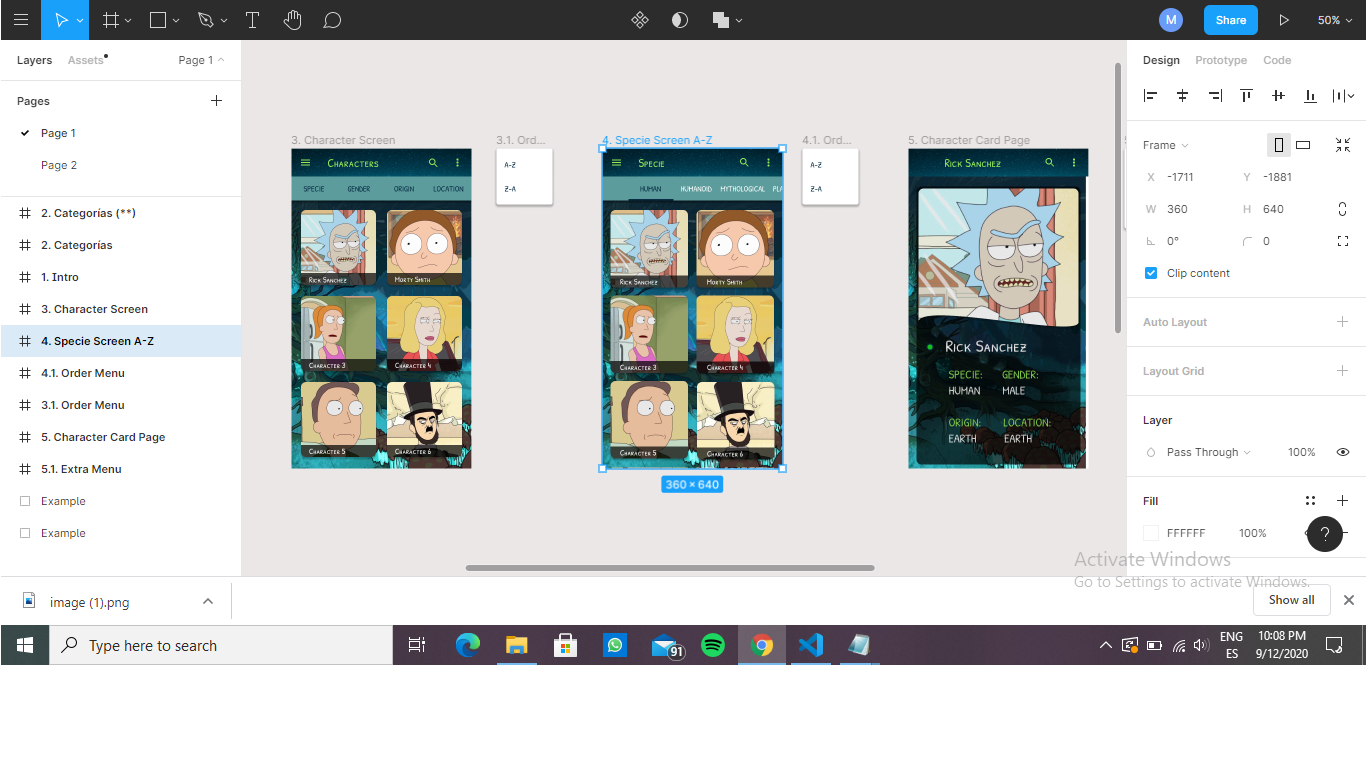 M
Share
50%
Layers
Assets
Page 1
Pages
Page 1
Page 2
2. Categorías (**)
2. Categorías
1. Intro
3. Character Screen
4. Specie Screen A-Z
4.1. Order Menu
3.1. Order Menu
5. Character Card Page
5.1. Extra Menu
Example
Example
3. Character Screen
Characters
SPECIE GENDER ORIGIN LOCATION
Rick Sanchez
Morty Smith
Character 3
Character 4
Character 5
Character 6
3.1. Ord...
A-Z
Z-A
4. Specie Screen A-Z
Specie
HUMAN HUMANOID MYTHOLOGICAL PLA
Rick Sanchez
Morty Smith
Character 3
Character 4
Character 5
Character 6
360 × 640
4.1. Ord...
A-Z
Z-A
5. Character Card Page
Rick Sanchez
Rick Sanchez
SPECIE: GENDER:
HUMAN MALE
ORIGIN: LOCATION:
EARTH EARTH
Design
Prototype
Code
Frame
X -1711 Y -1881
W 360 H 640
0° 0
Clip content
Auto Layout
Layout Grid
Layer
Pass Through 100%
Fill
FFFFFF 100%
?
Activate Windows
Go to Settings to activate Windows.
image (1).png
Show all
Type here to search
91
ENG
ES
10:08 PM
9/12/2020